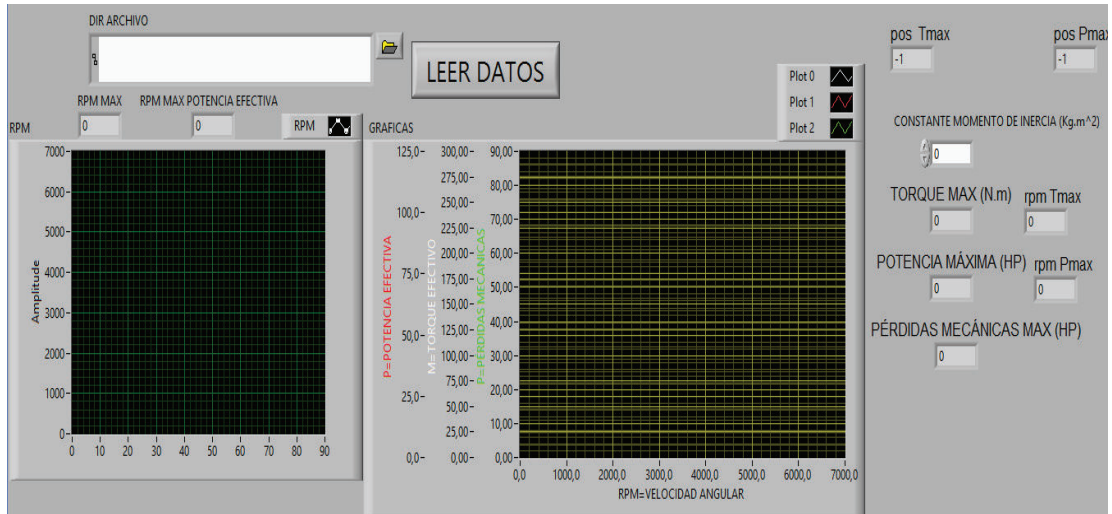 DIR ARCHIVO
LEER DATOS
RPM MAX
0
RPM MAX POTENCIA EFECTIVA
0
RPM
RPM
Amplitude
7000
6000
5000
4000
3000
2000
1000
0
0 10 20 30 40 50 60 70 80 90
GRAFICAS
Plot 0
Plot 1
Plot 2
P=POTENCIA EFECTIVA
125,0
100,0
75,0
50,0
25,0
0,0
M=TORQUE EFECTIVO
300,00
275,00
250,00
225,00
200,00
175,00
150,00
125,00
100,00
75,00
50,00
25,00
0,00
P=PÉRDIDAS MECANICAS
90,00
80,00
70,00
60,00
50,00
40,00
30,00
20,00
10,00
0,00
0,0 1000,0 2000,0 3000,0 4000,0 5000,0 6000,0 7000,0
RPM=VELOCIDAD ANGULAR
pos Tmax
-1
pos Pmax
-1
CONSTANTE MOMENTO DE INERCIA (Kg.m^2)
0
TORQUE MAX (N.m)
0
rpm Tmax
0
POTENCIA MÁXIMA (HP)
0
rpm Pmax
0
PÉRDIDAS MECÁNICAS MAX (HP)
0